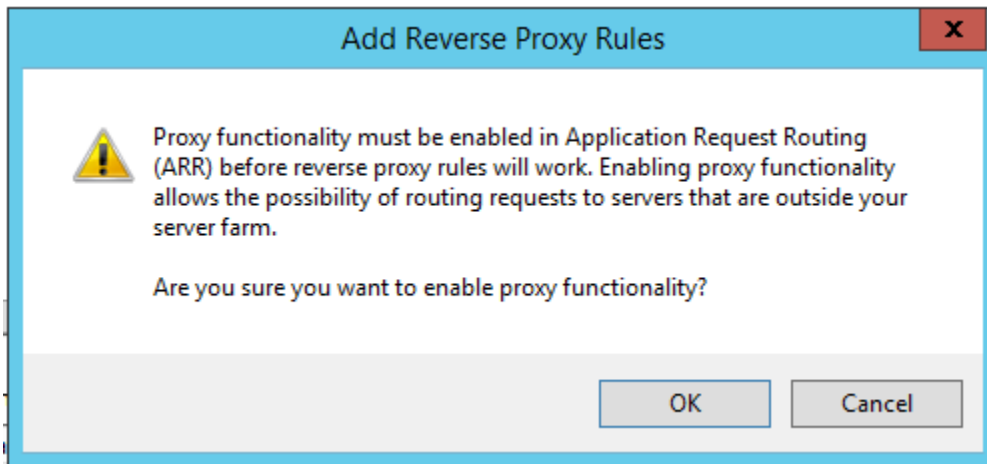 Add Reverse Proxy Rules
x
Proxy functionality must be enabled in Application Request Routing
(ARR) before reverse proxy rules will work. Enabling proxy functionality
allows the possibility of routing requests to servers that are outside your
server farm.
Are you sure you want to enable proxy functionality?
OK
Cancel